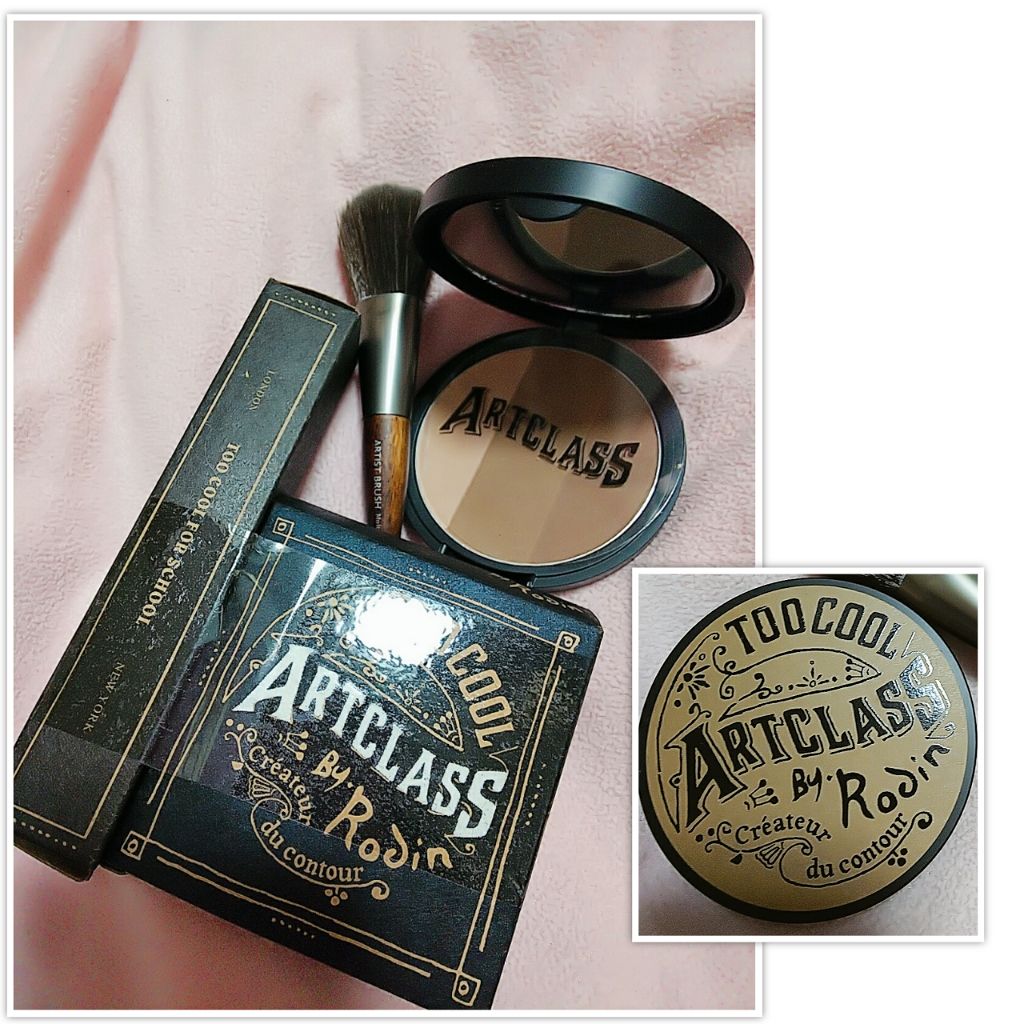 LONDON
TOO COOL FOR SCHOOL
NEW YORK
ARTIST BRUSH
ARTCLASS
Rodin
COOL
ARTCLASS
By Rodin
Créateur
du contour
TOO COOL
ARTCLASS
By Rodin
Créateur
du contour